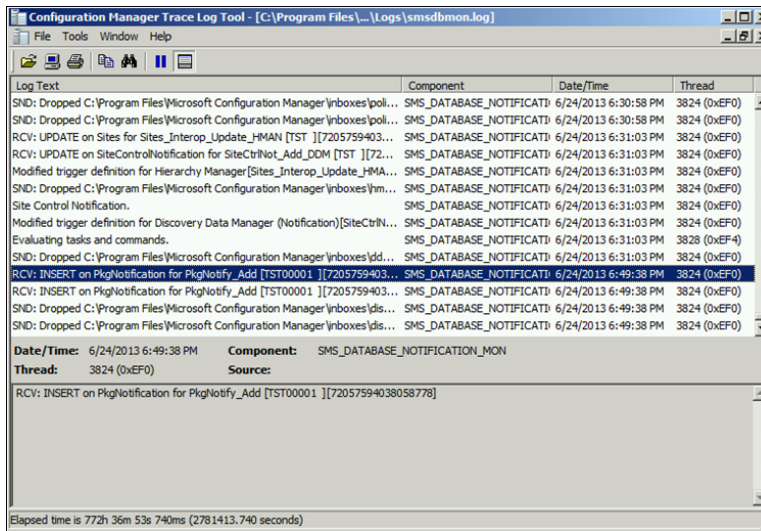 Configuration Manager Trace Log Tool - [C:\Program Files\...\Logs\smsdbmon.log]
File Tools Window Help
Log Text Component Date/Time Thread
SND: Dropped C:\Program Files\Microsoft Configuration Manager\inboxes\poli... SMS_DATABASE_NOTIFICATI 6/24/2013 6:30:58 PM 3824 (0xEF0)
SND: Dropped C:\Program Files\Microsoft Configuration Manager\inboxes\poli... SMS_DATABASE_NOTIFICATI 6/24/2013 6:30:58 PM 3824 (0xEF0)
RCV: UPDATE on Sites for Sites_Interop_Update_HMAN [TST ][7205759403... SMS_DATABASE_NOTIFICATI 6/24/2013 6:31:03 PM 3824 (0xEF0)
RCV: UPDATE on SiteControlNotification for SiteCtrlNot_Add_DDM [TST ][72... SMS_DATABASE_NOTIFICATI 6/24/2013 6:31:03 PM 3824 (0xEF0)
Modified trigger definition for Hierarchy Manager[Sites_Interop_Update_HMA... SMS_DATABASE_NOTIFICATI 6/24/2013 6:31:03 PM 3824 (0xEF0)
SND: Dropped C:\Program Files\Microsoft Configuration Manager\inboxes\hm... SMS_DATABASE_NOTIFICATI 6/24/2013 6:31:03 PM 3824 (0xEF0)
Site Control Notification. SMS_DATABASE_NOTIFICATI 6/24/2013 6:31:03 PM 3824 (0xEF0)
Modified trigger definition for Discovery Data Manager (Notification)[SiteCtrlN... SMS_DATABASE_NOTIFICATI 6/24/2013 6:31:03 PM 3824 (0xEF0)
Evaluating tasks and commands. SMS_DATABASE_NOTIFICATI 6/24/2013 6:31:03 PM 3828 (0xEF4)
SND: Dropped C:\Program Files\Microsoft Configuration Manager\inboxes\dd... SMS_DATABASE_NOTIFICATI 6/24/2013 6:31:03 PM 3824 (0xEF0)
RCV: INSERT on PkgNotification for PkgNotify_Add [TST00001 ][7205759403... SMS_DATABASE_NOTIFICATI 6/24/2013 6:49:38 PM 3824 (0xEF0)
RCV: INSERT on PkgNotification for PkgNotify_Add [TST00001 ][7205759403... SMS_DATABASE_NOTIFICATI 6/24/2013 6:49:38 PM 3824 (0xEF0)
SND: Dropped C:\Program Files\Microsoft Configuration Manager\inboxes\dis... SMS_DATABASE_NOTIFICATI 6/24/2013 6:49:38 PM 3824 (0xEF0)
SND: Dropped C:\Program Files\Microsoft Configuration Manager\inboxes\dis... SMS_DATABASE_NOTIFICATI 6/24/2013 6:49:38 PM 3824 (0xEF0)
Date/Time: 6/24/2013 6:49:38 PM Component: SMS_DATABASE_NOTIFICATION_MON
Thread: 3824 (0xEF0) Source:
RCV: INSERT on PkgNotification for PkgNotify_Add [TST00001 ][72057594038058778]
Elapsed time is 772h 36m 53s 740ms (2781413.740 seconds)